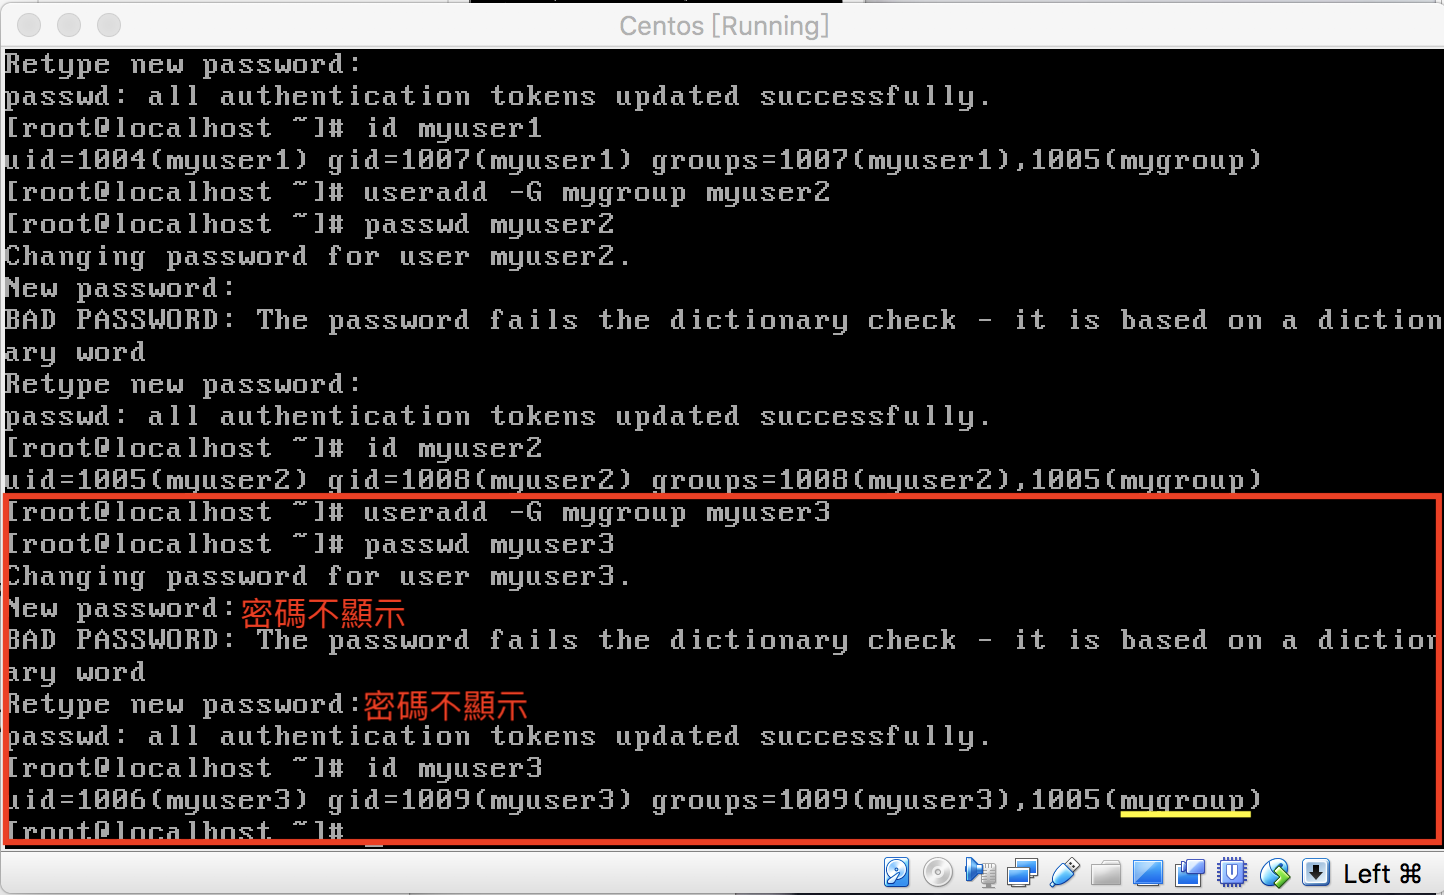 Centos [Running]
Retype new password:
passwd: all authentication tokens updated successfully.
[root@localhost ~]# id myuser1
uid=1004(myuser1) gid=1007(myuser1) groups=1007(myuser1),1005(mygroup)
[root@localhost ~]# useradd -G mygroup myuser2
[root@localhost ~]# passwd myuser2
Changing password for user myuser2.
New password:
BAD PASSWORD: The password fails the dictionary check - it is based on a diction
ary word
Retype new password:
passwd: all authentication tokens updated successfully.
[root@localhost ~]# id myuser2
uid=1005(myuser2) gid=1008(myuser2) groups=1008(myuser2),1005(mygroup)
[root@localhost ~]# useradd -G mygroup myuser3
[root@localhost ~]# passwd myuser3
Changing password for user myuser3.
New password:密碼不顯示
BAD PASSWORD: The password fails the dictionary check - it is based on a diction
ary word
Retype new password:密碼不顯示
passwd: all authentication tokens updated successfully.
[root@localhost ~]# id myuser3
uid=1006(myuser3) gid=1009(myuser3) groups=1009(myuser3),1005(mygroup)
[root@localhost ~]# _
Left ⌘